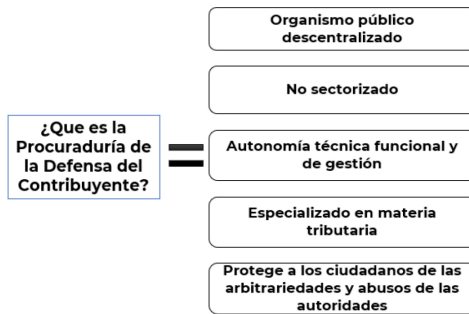 Organismo público
descentralizado
No sectorizado
¿Que es la
Procuraduría de
la Defensa del
Contribuyente?
Autonomía técnica funcional y
de gestión
Especializado en materia
tributaria
Protege a los ciudadanos de las
arbitrariedades y abusos de las
autoridades